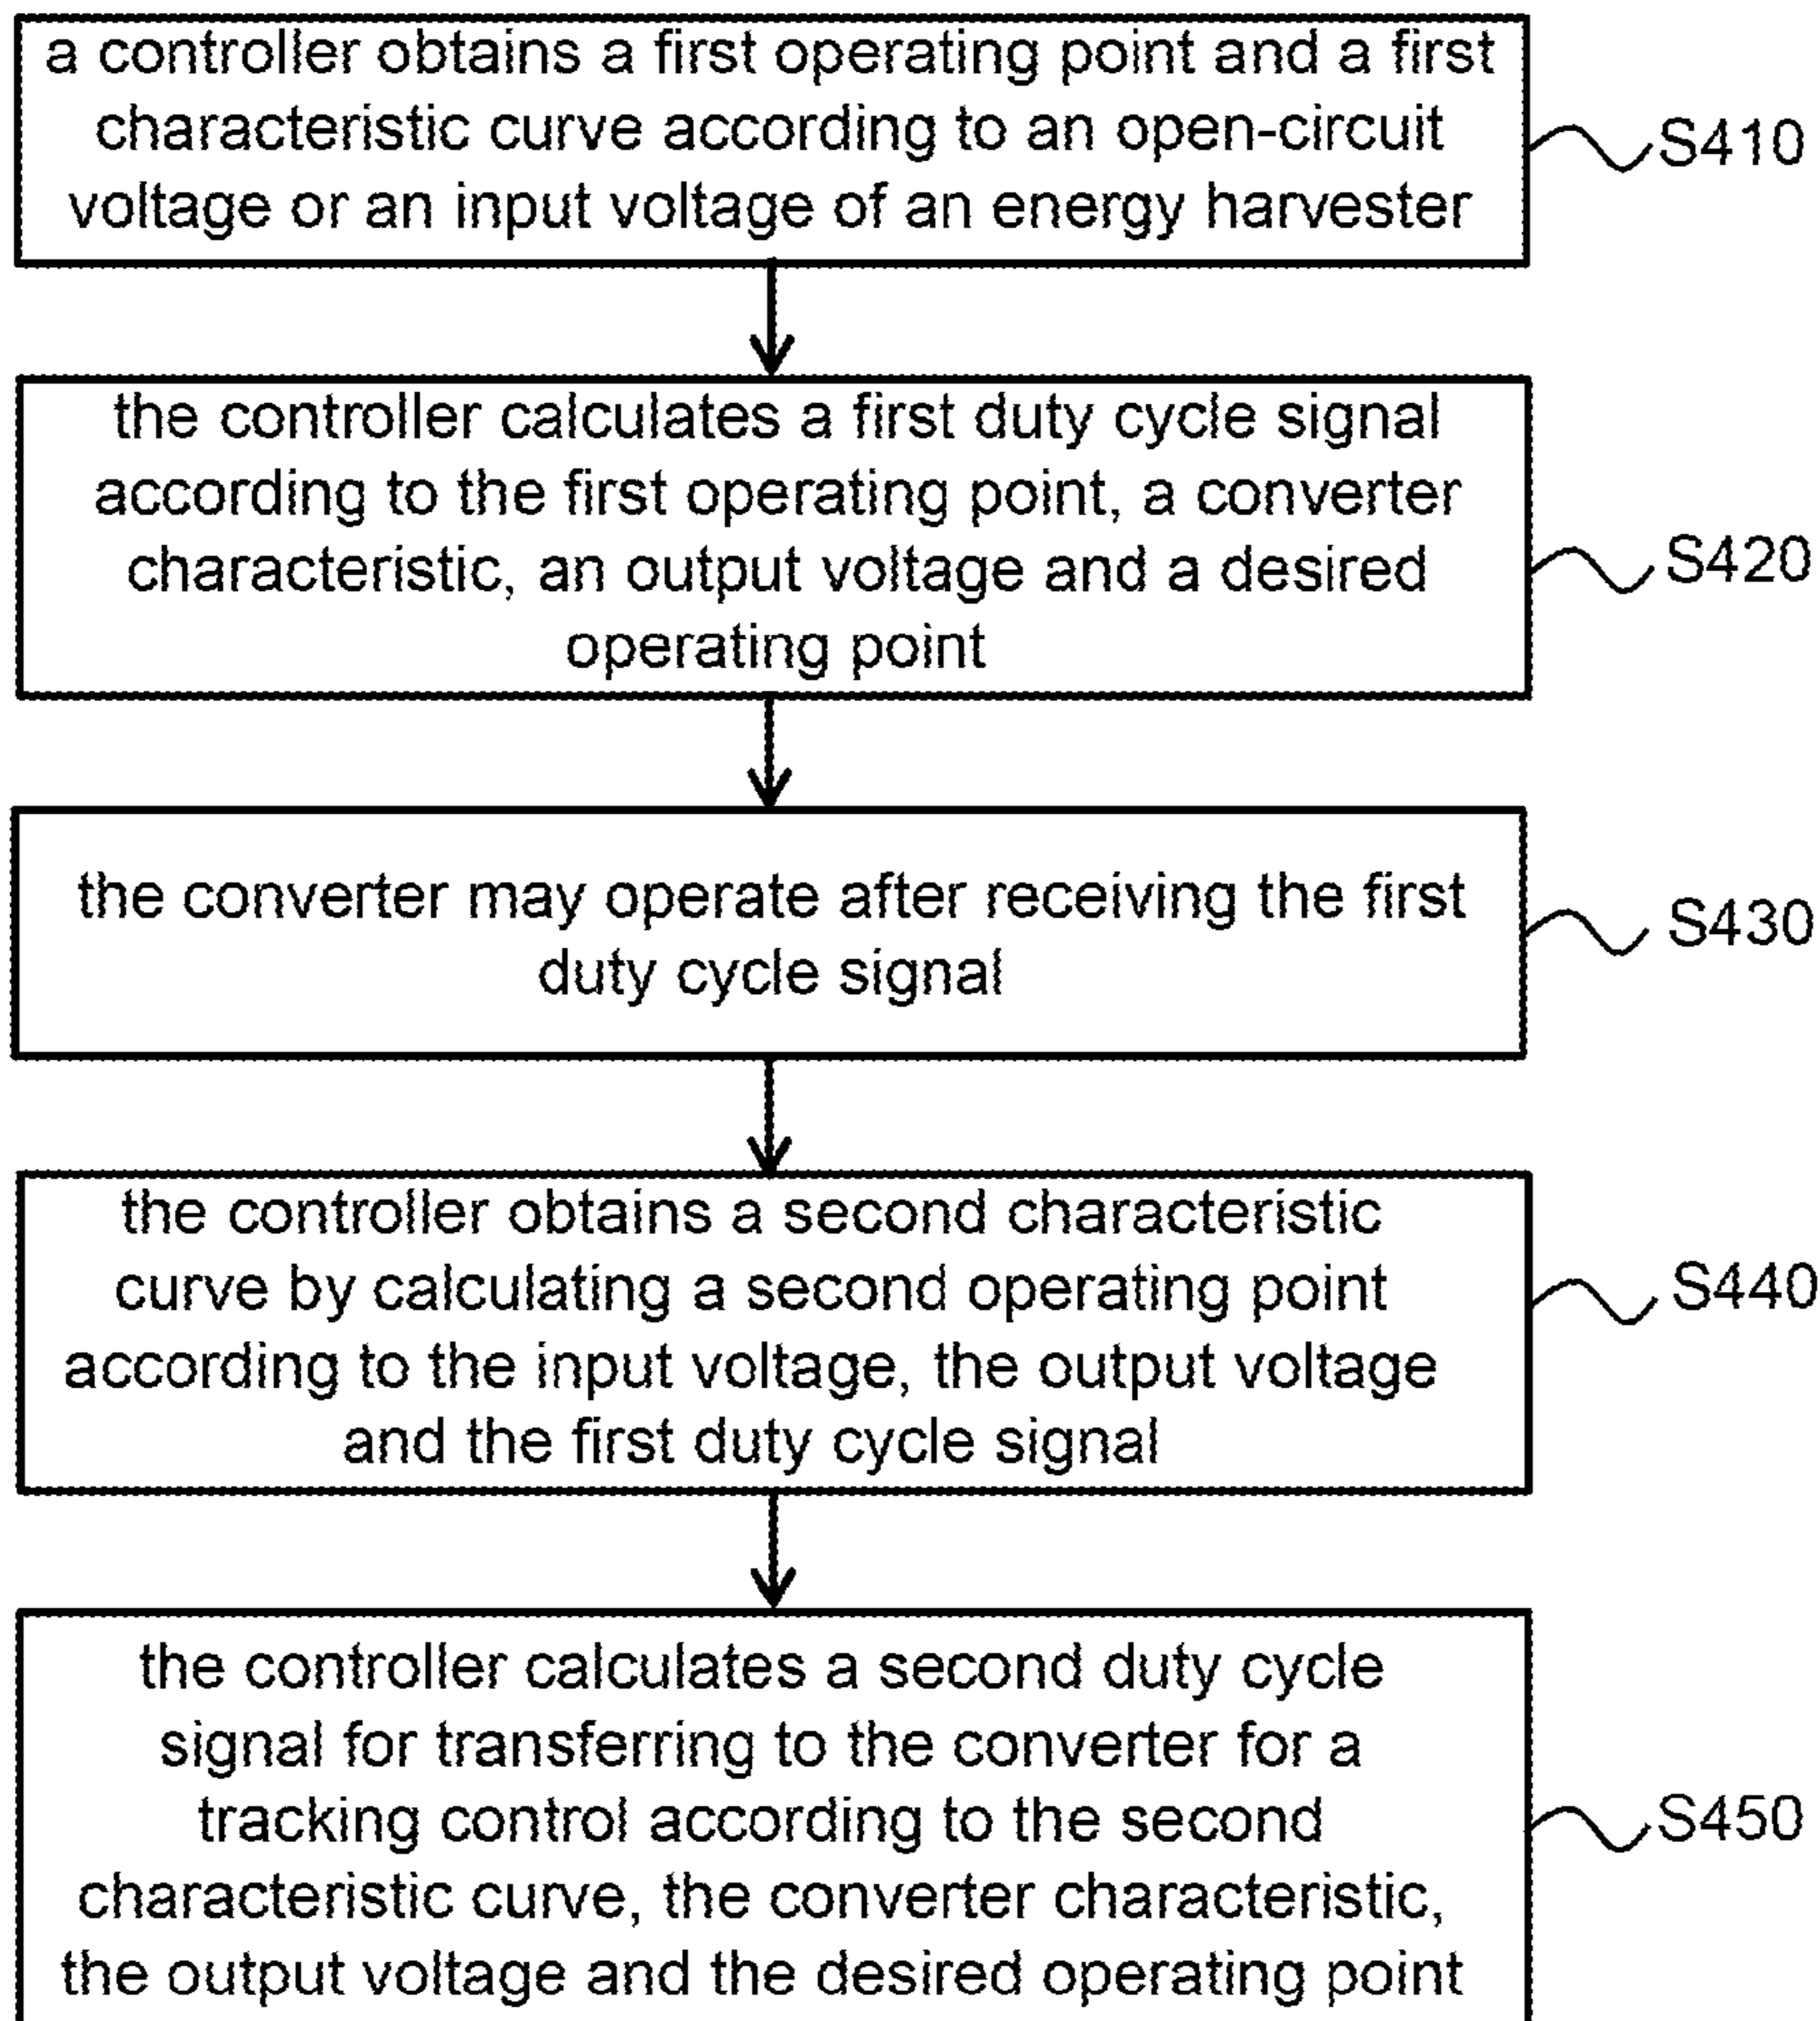 a controller obtains a first operating point and a first
characteristic curve according to an open-circuit
voltage or an input voltage of an energy harvester
S410
the controller calculates a first duty cycle signal
according to the first operating point, a converter
characteristic, an output voltage and a desired
operating point
S420
the converter may operate after receiving the first
duty cycle signal
S430
the controller obtains a second characteristic
curve by calculating a second operating point
according to the input voltage, the output voltage
and the first duty cycle signal
S440
the controller calculates a second duty cycle
signal for transferring to the converter for a
tracking control according to the second
characteristic curve, the converter characteristic,
the output voltage and the desired operating point
S450